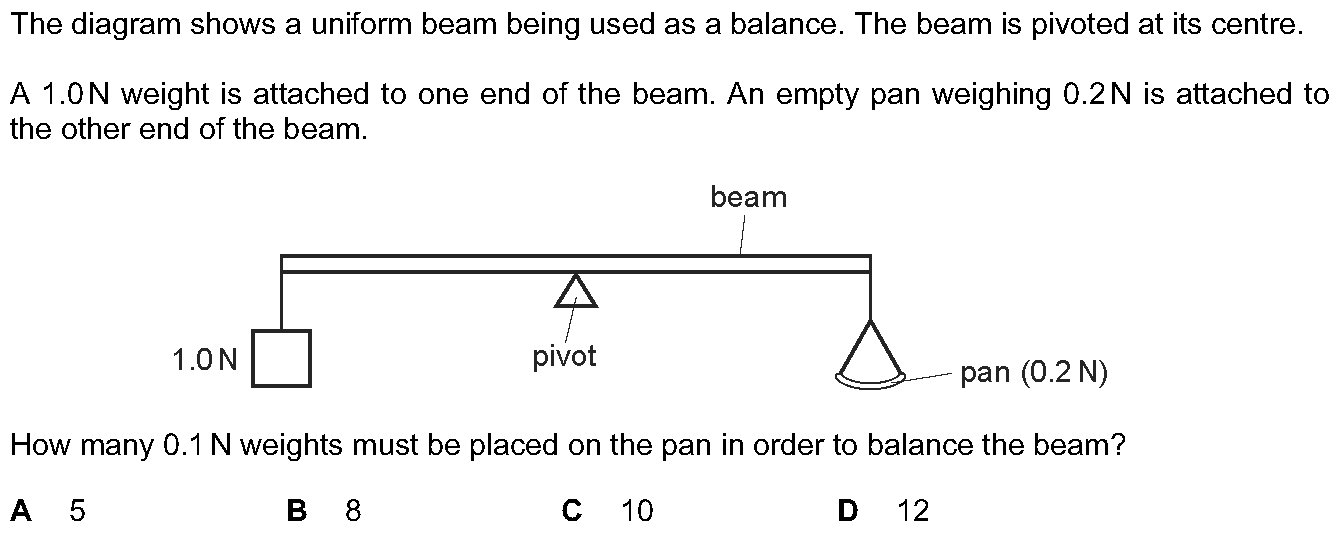 The diagram shows a uniform beam being used as a balance. The beam is pivoted at its centre.
A 1.0 N weight is attached to one end of the beam. An empty pan weighing 0.2 N is attached to
the other end of the beam.
beam
1.0 N
pivot
pan (0.2 N)
How many 0.1 N weights must be placed on the pan in order to balance the beam?
A 5 B 8 C 10 D 12